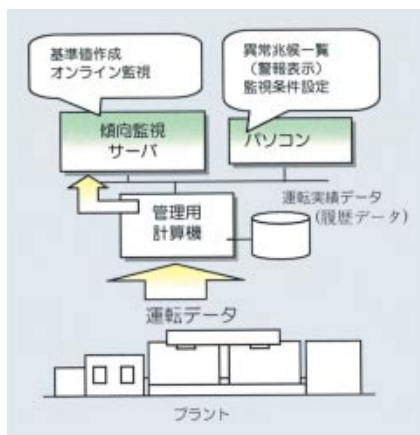 基準値作成
オンライン監視
異常兆候一覧
(警報表示)
監視条件設定
傾向監視
サーバ
パソコン
運転実績データ
(履歴データ)
管理用
計算機
運転データ
プラント